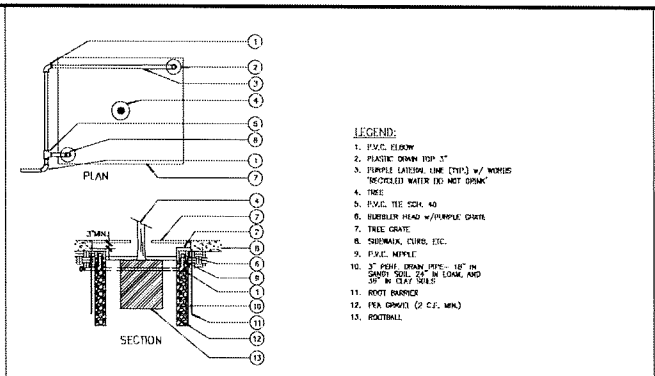 1
2
3
4
5
8
1
7
PLAN
3" MIN.
4
7
2
8
6
9
1
10
11
12
13
SECTION
LEGEND:
1. P.V.C. ELBOW
2. PLASTIC DRAIN TOP 3"
3. PURPLE LATERAL LINE (TYP.) w/ WORDS
"RECYCLED WATER DO NOT DRINK"
4. TREE
5. P.V.C. TEE SCH. 40
6. BUBBLER HEAD w/PURPLE GRATE
7. TREE GRATE
8. SIDEWALK, CURB, ETC.
9. P.V.C. NIPPLE
10. 3" PERF. DRAIN PIPE- 18" IN
SANDY SOIL, 24" IN LOAM, AND
36" IN CLAY SOILS
11. ROOT BARRIER
12. PEA GRAVEL (2 C.F. MIN.)
13. ROOTBALL